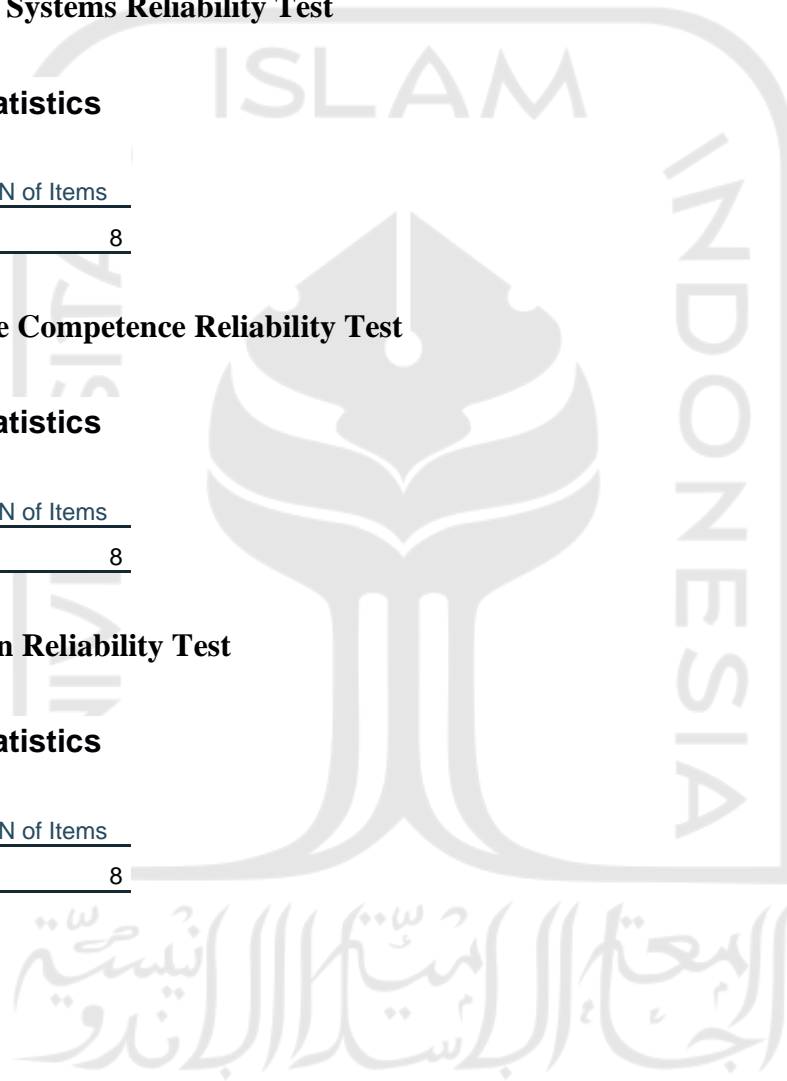 Systems Reliability Test
ISLAM
atistics
N of Items
8
INDONESIA
e Competence Reliability Test
atistics
N of Items
8
n Reliability Test
atistics
N of Items
8